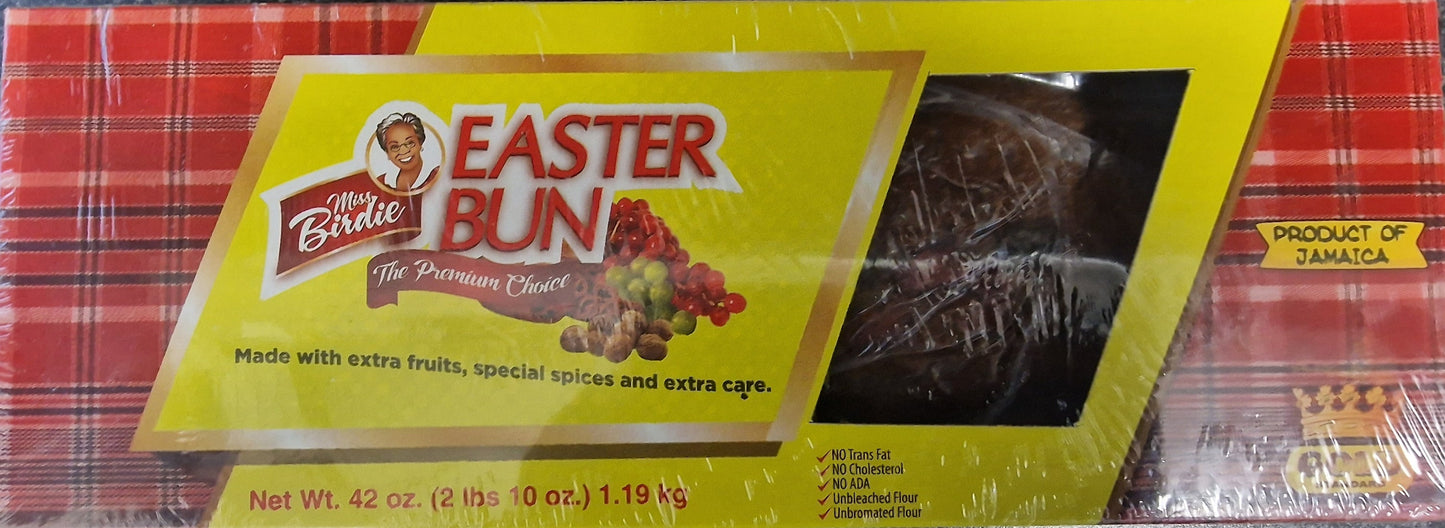 Miss
Birdie
EASTER
BUN
The Premium Choice
Made with extra fruits, special spices and extra care.
Net Wt. 42 oz. (2 lbs 10 oz.) 1.19 kg
NO Trans Fat
NO Cholesterol
NO ADA
Unbleached Flour
Unbromated Flour
PRODUCT OF
JAMAICA
GOLD
STANDARD